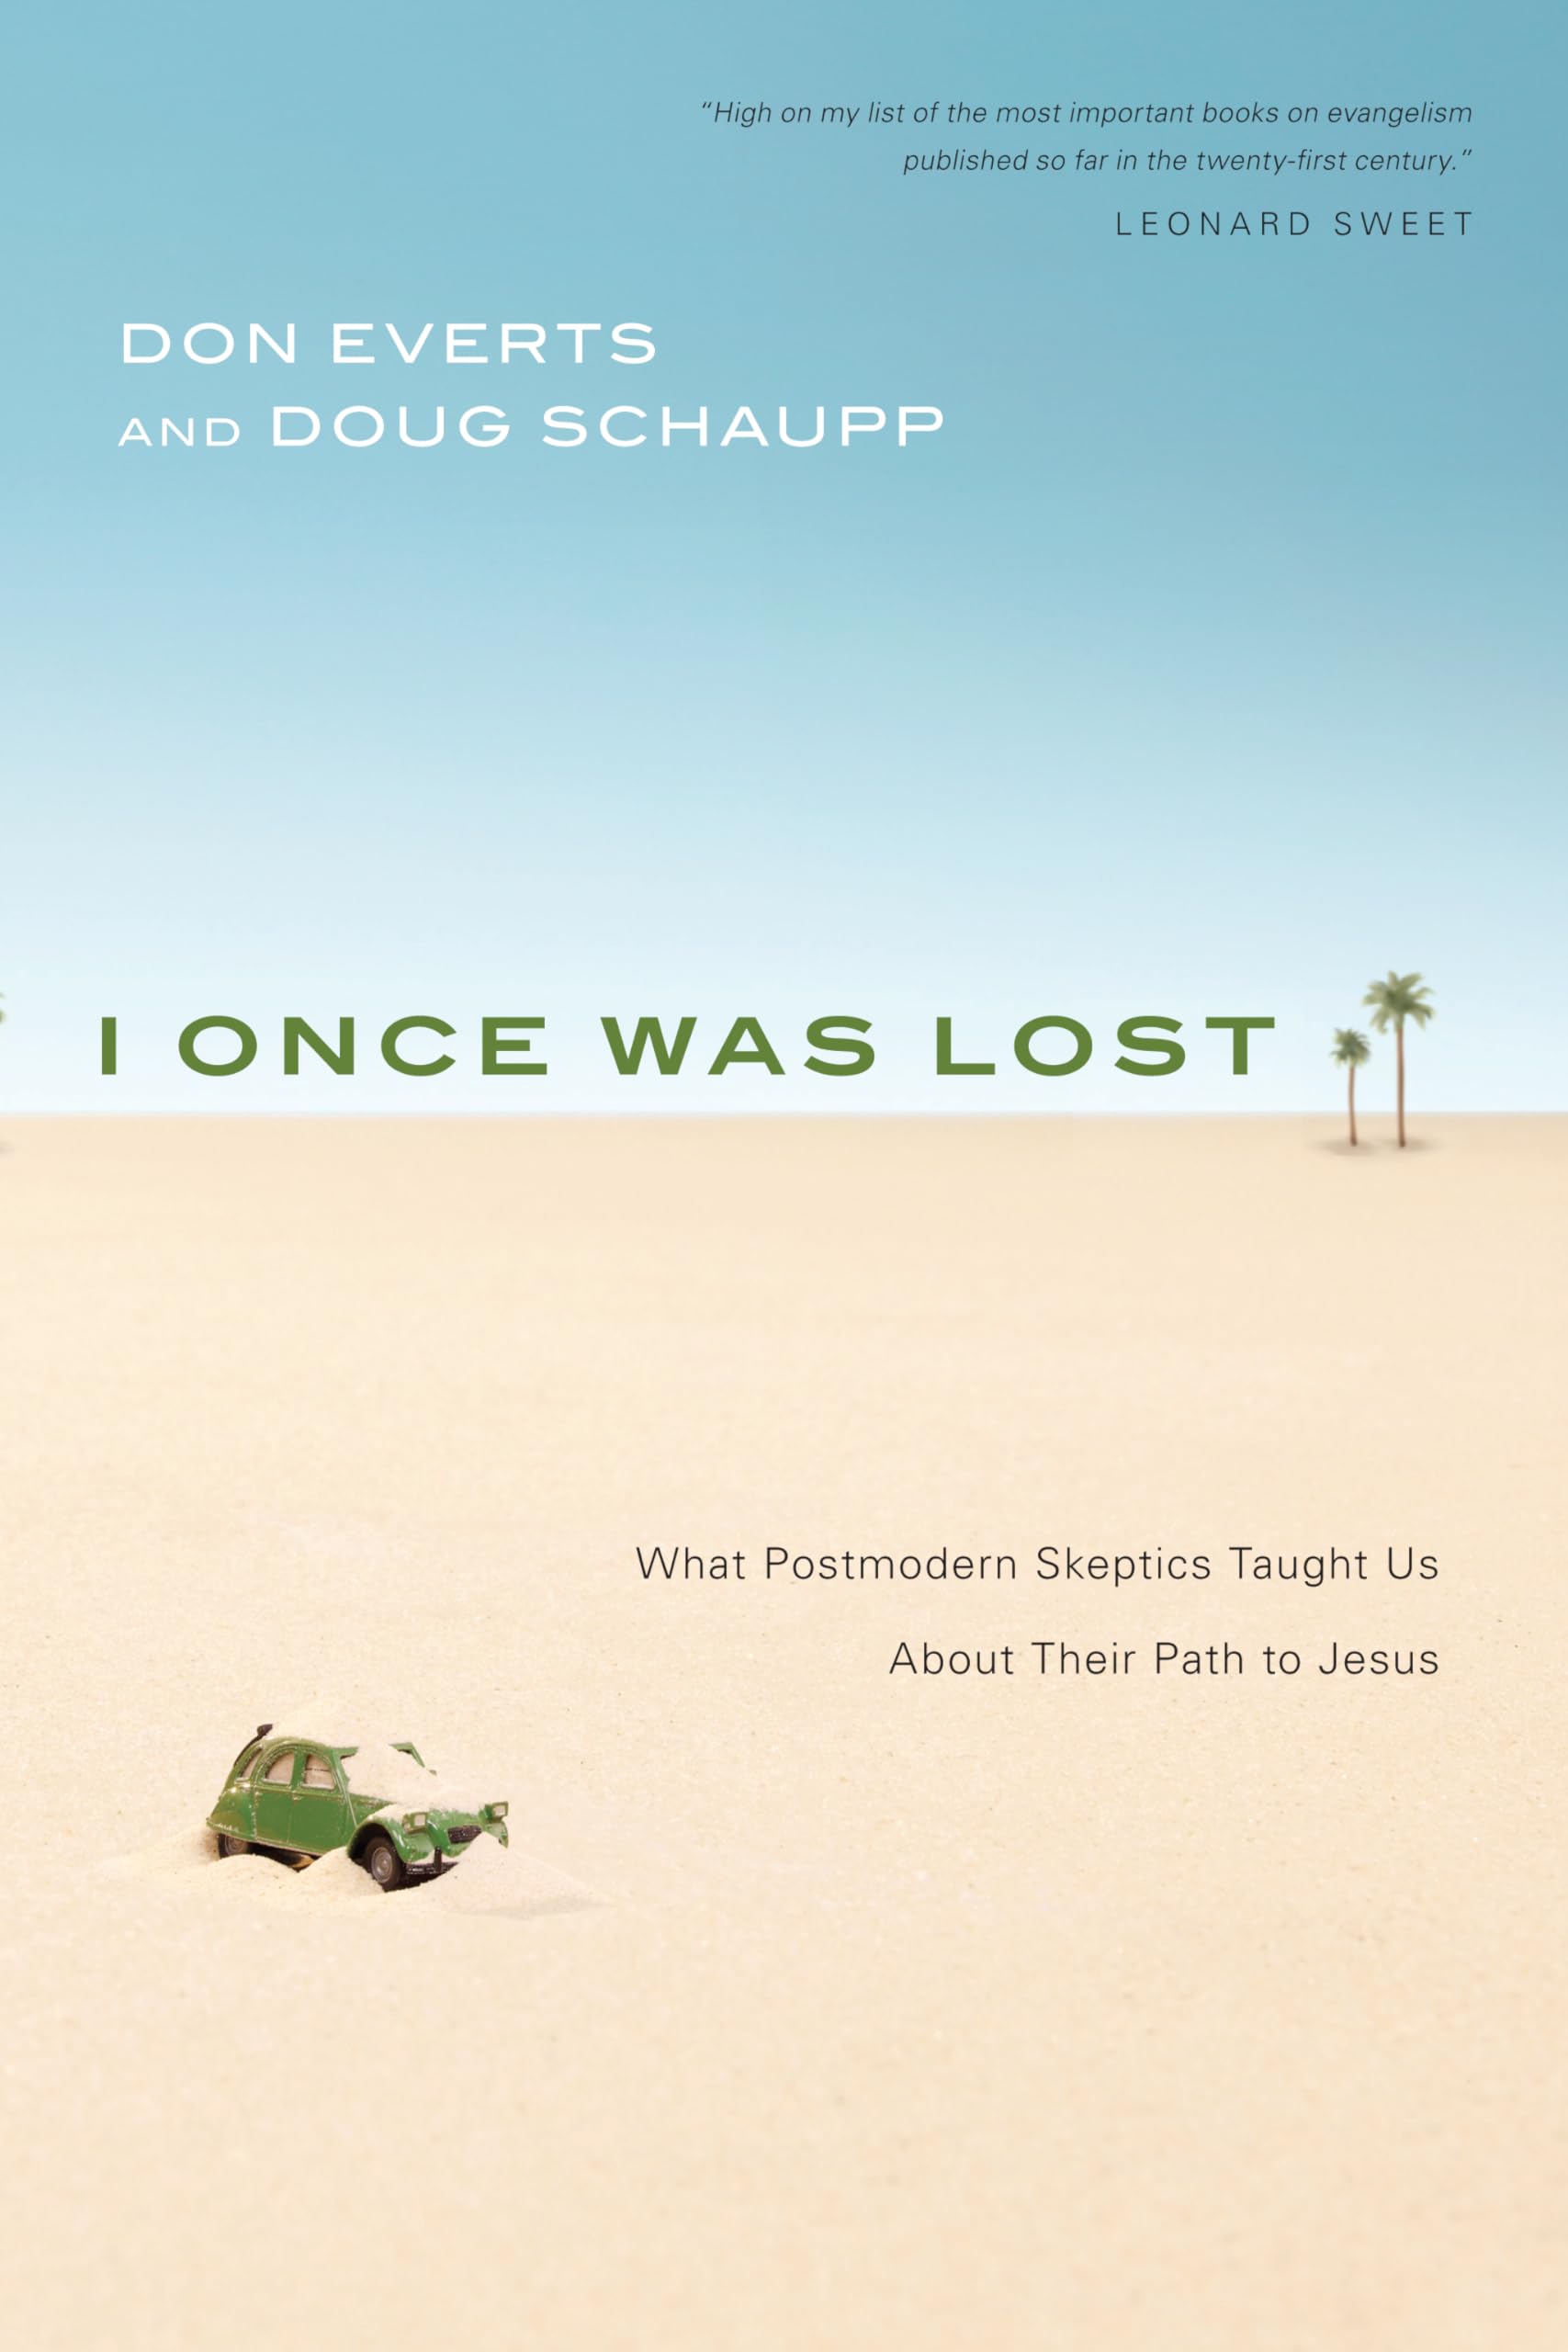 “High on my list of the most important books on evangelism
published so far in the twenty-first century.”
LEONARD SWEET
DON EVERTS
AND DOUG SCHAUPP
I ONCE WAS LOST
What Postmodern Skeptics Taught Us
About Their Path to Jesus